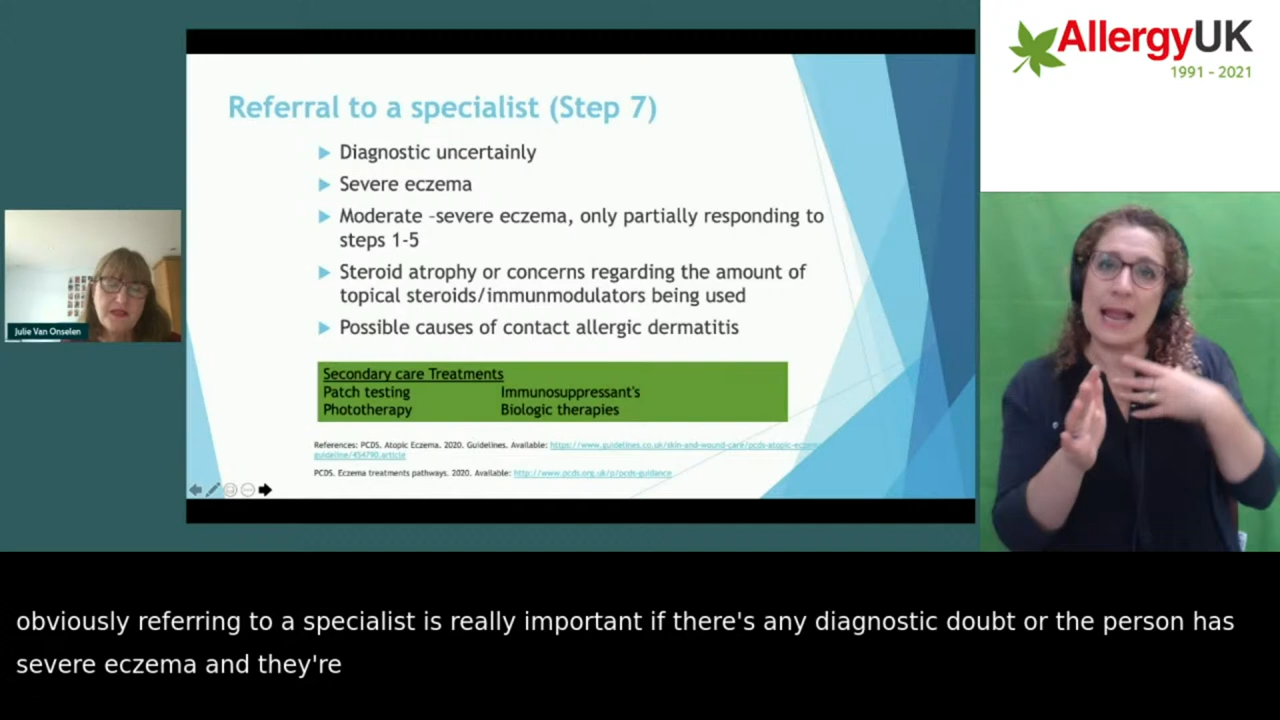 AllergyUK
1991 - 2021
Referral to a specialist (Step 7)
Diagnostic uncertainly
Severe eczema
Moderate -severe eczema, only partially responding to
steps 1-5
Steroid atrophy or concerns regarding the amount of
topical steroids/immunmodulators being used
Possible causes of contact allergic dermatitis
Secondary care Treatments
Patch testing Immunosuppressant's
Phototherapy Biologic therapies
References: PCDS. Atopic Eczema. 2020. Guidelines. Available: https://www.guidelines.co.uk/skin-and-wound-care/pcds-atopic-eczema-
guideline/454790.article
PCDS. Eczema treatments pathways. 2020. Available: http://www.pcds.org.uk/p/pcds-guidance
Julie Van Onselen
obviously referring to a specialist is really important if there's any diagnostic doubt or the person has
severe eczema and they're